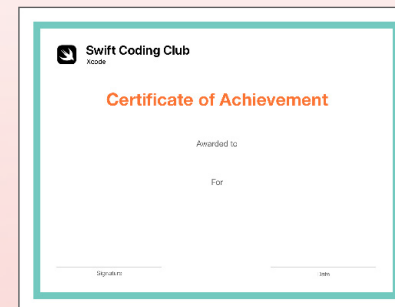 Swift Coding Club
Xcode
Certificate of Achievement
Awarded to
For
Signature
Date